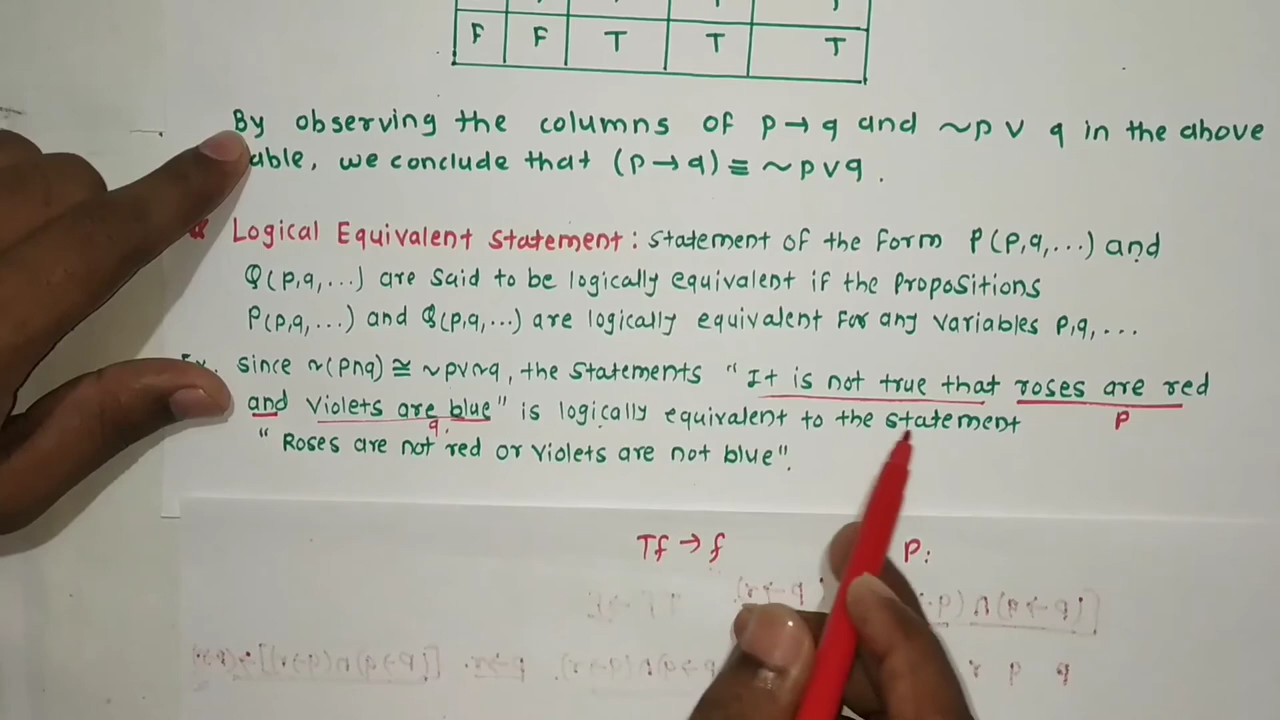 F F T T T
By observing the columns of p→q and ~p∨ q in the above
able, we conclude that (p→q) ≡ ~p∨q.
Logical Equivalent Statement: Statement of the form P(p,q,...) and
Q(p,q,...) are said to be logically equivalent if the propositions
P(p,q,...) and Q(p,q,...) are logically equivalent for any variables p,q,...
Ex. Since ~(p∩q) ≅ ~p∨~q, the statements "It is not true that roses are red
and violets are blue" is logically equivalent to the statement
p
q
"Roses are not red or violets are not blue".
Tf → f P: